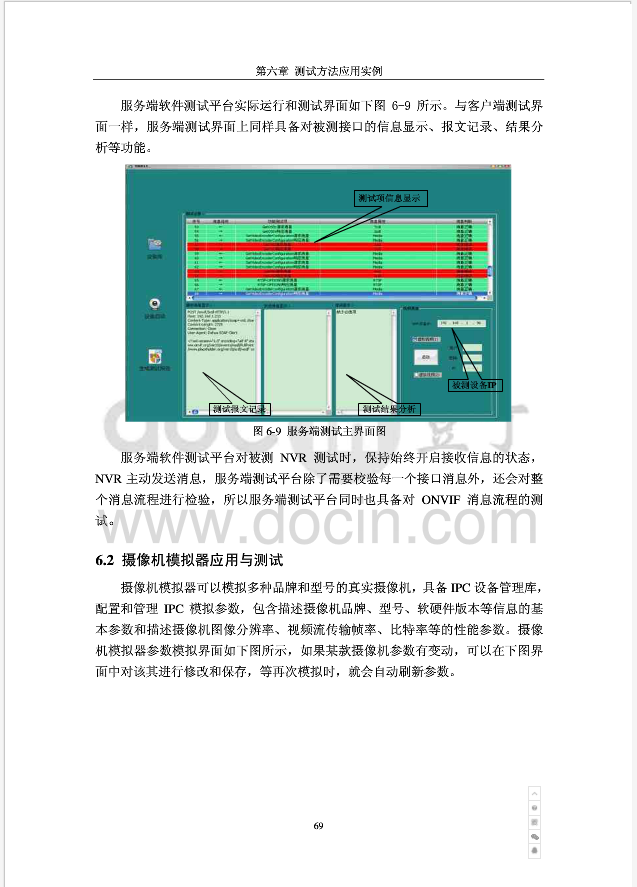 第六章 测试方法应用实例
服务端软件测试平台实际运行和测试界面如下图 6-9 所示。与客户端测试界
面一样，服务端测试界面上同样具备对被测接口的信息显示、报文记录、结果分
析等功能。
测试项信息显示
被测设备IP
测试报文记录
测试结果分析
图 6-9 服务端测试主界面图
服务端软件测试平台对被测 NVR 测试时，保持始终开启接收信息的状态，
NVR 主动发送消息，服务端测试平台除了需要校验每一个接口消息外，还会对整
个消息流程进行检验，所以服务端测试平台同时也具备对 ONVIF 消息流程的测
试。
www.docin.com
6.2 摄像机模拟器应用与测试
摄像机模拟器可以模拟多种品牌和型号的真实摄像机，具备 IPC 设备管理库，
配置和管理 IPC 模拟参数，包含描述摄像机品牌、型号、软硬件版本等信息的基
本参数和描述摄像机图像分辨率、视频流传输帧率、比特率等的性能参数。摄像
机模拟器参数模拟界面如下图所示，如果某款摄像机参数有变动，可以在下图界
面中对该其进行修改和保存，等再次模拟时，就会自动刷新参数。
69